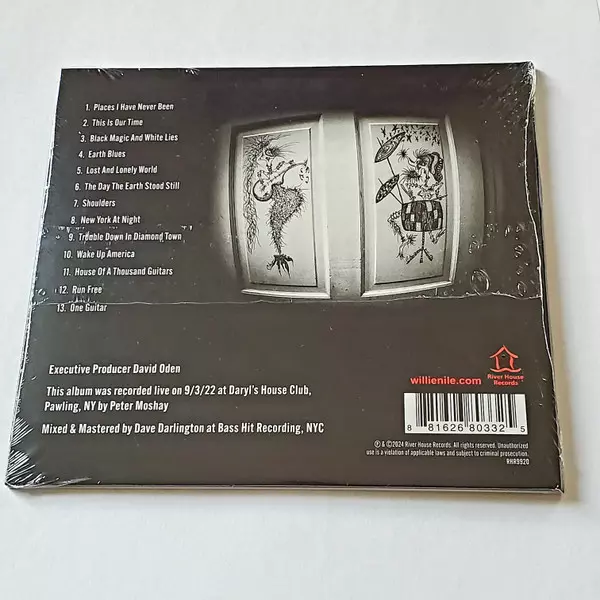 1. Places I Have Never Been
2. This Is Our Time
3. Black Magic And White Lies
4. Earth Blues
5. Lost And Lonely World
6. The Day The Earth Stood Still
7. Shoulders
8. New York At Night
9. Trouble Down In Diamond Town
10. Wake Up America
11. House Of A Thousand Guitars
12. Run Free
13. One Guitar
Executive Producer David Oden
This album was recorded live on 9/3/22 at Daryl's House Club,
Pawling, NY by Peter Moshay
Mixed & Mastered by Dave Darlington at Bass Hit Recording, NYC
willienile.com
River House
Records
8 81626 80332 5
℗ & ©2024 River House Records. All rights reserved. Unauthorized
use is a violation of applicable laws and subject to criminal prosecution.
RHR9920